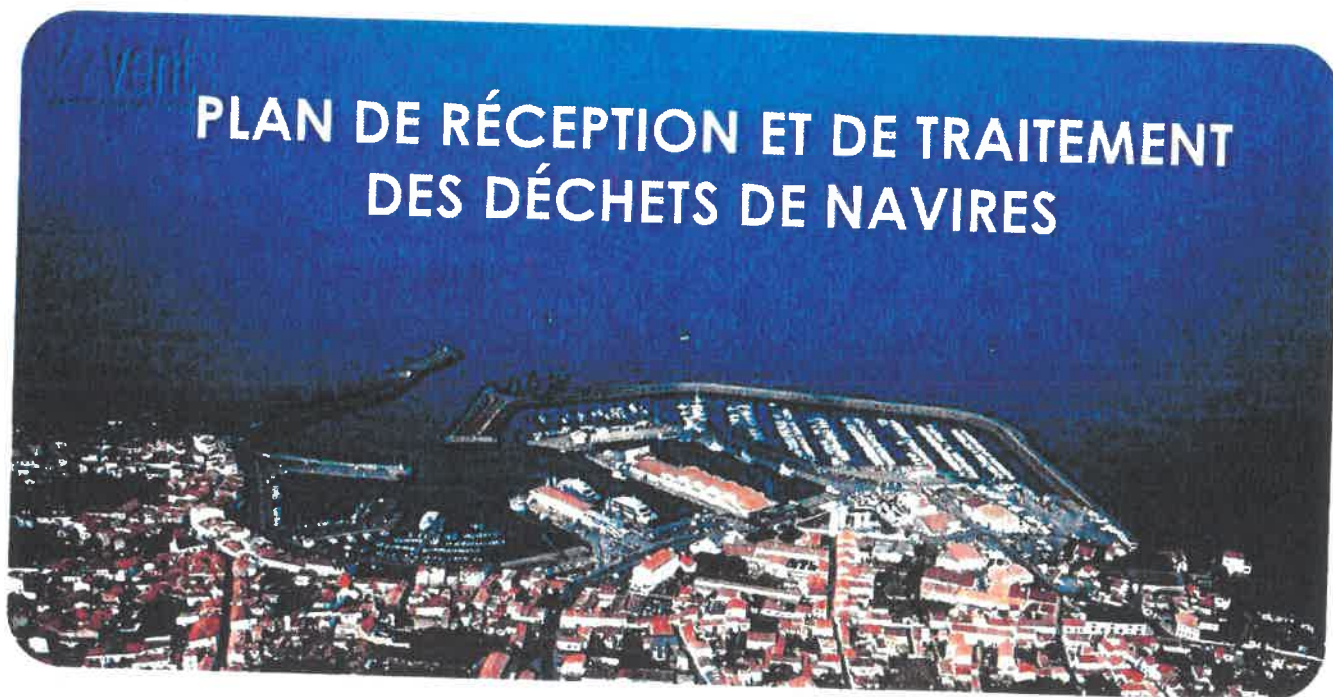 PLAN DE RÉCEPTION ET DE TRAITEMENT
DES DÉCHETS DE NAVIRES